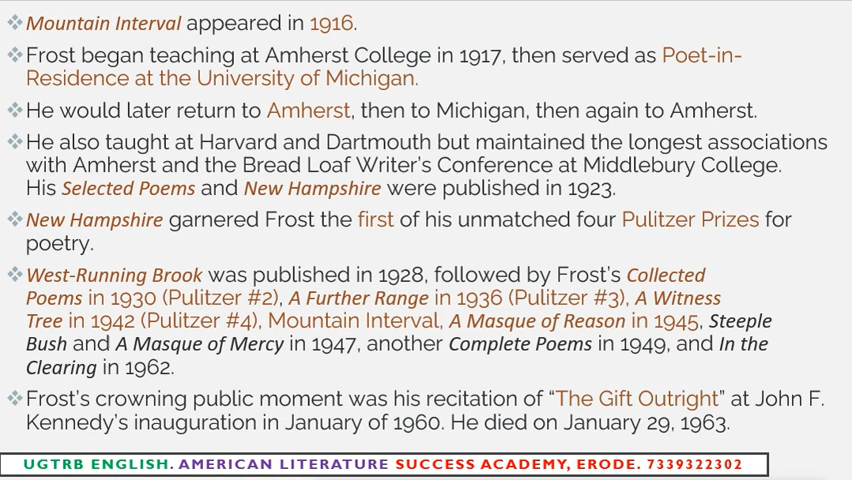 Mountain Interval appeared in 1916.
Frost began teaching at Amherst College in 1917, then served as Poet-in-
Residence at the University of Michigan.
He would later return to Amherst, then to Michigan, then again to Amherst.
He also taught at Harvard and Dartmouth but maintained the longest associations
with Amherst and the Bread Loaf Writer's Conference at Middlebury College.
His Selected Poems and New Hampshire were published in 1923.
New Hampshire garnered Frost the first of his unmatched four Pulitzer Prizes for
poetry.
West-Running Brook was published in 1928, followed by Frost's Collected
Poems in 1930 (Pulitzer #2), A Further Range in 1936 (Pulitzer #3), A Witness
Tree in 1942 (Pulitzer #4), Mountain Interval, A Masque of Reason in 1945, Steeple
Bush and A Masque of Mercy in 1947, another Complete Poems in 1949, and In the
Clearing in 1962.
Frost's crowning public moment was his recitation of "The Gift Outright" at John F.
Kennedy's inauguration in January of 1960. He died on January 29, 1963.
UGTRB ENGLISH. AMERICAN LITERATURE SUCCESS ACADEMY, ERODE. 7339322302